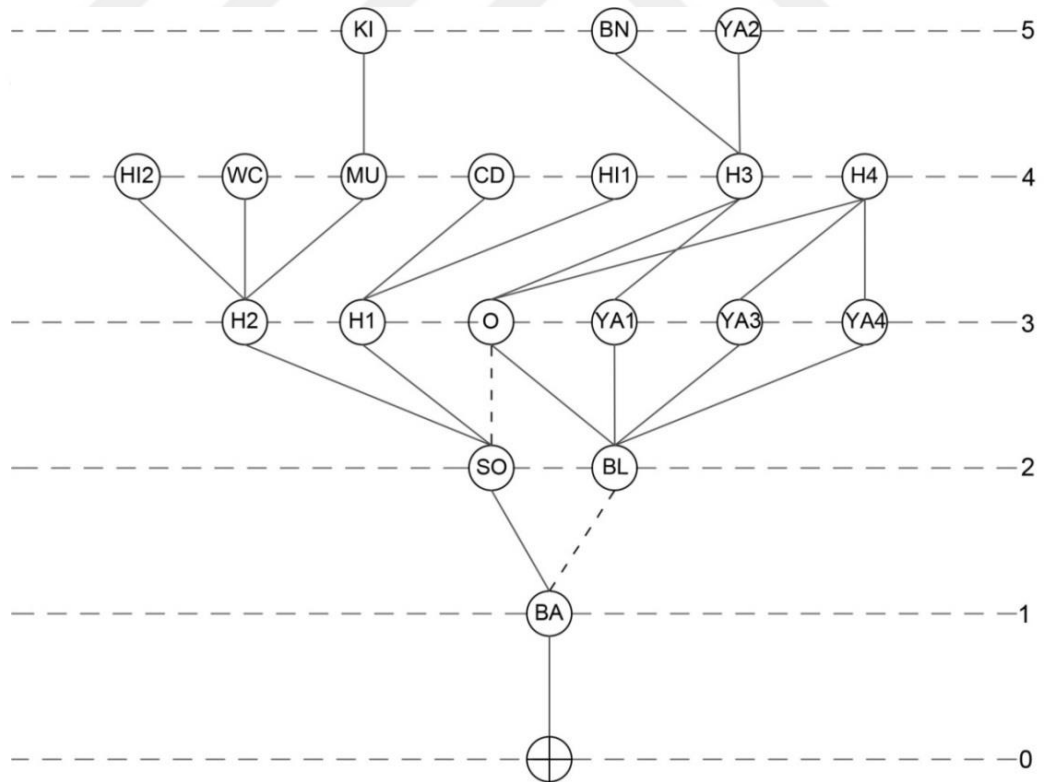 KI BN YA2 5
HI2 WC MU CD HI1 H3 H4 4
H2 H1 O YA1 YA3 YA4 3
SO BL 2
BA 1
0